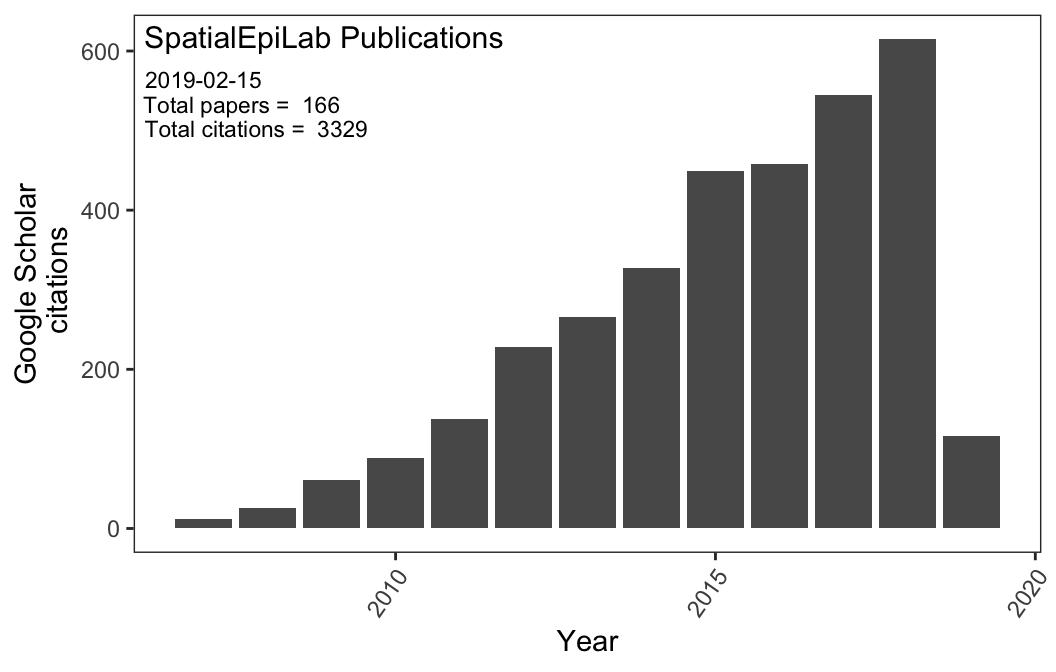 SpatialEpiLab Publications
2019-02-15
Total papers =  166
Total citations =  3329
600
400
200
0
Google Scholar
citations
2010
2015
2020
Year